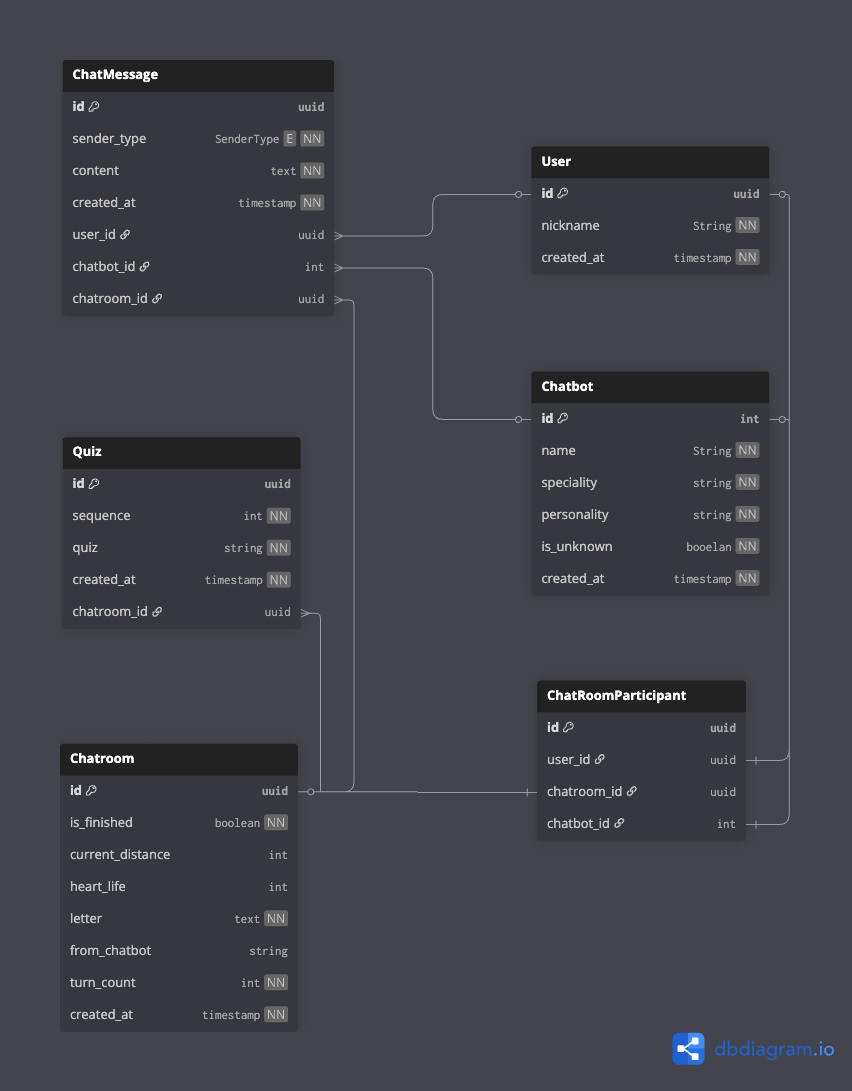 ChatMessage
id uuid
sender_type SenderType E NN
content text NN
created_at timestamp NN
user_id uuid
chatbot_id int
chatroom_id uuid
User
id uuid
nickname String NN
created_at timestamp NN
Chatbot
id int
name String NN
speciality string NN
personality string NN
is_unknown booelan NN
created_at timestamp NN
Quiz
id uuid
sequence int NN
quiz string NN
created_at timestamp NN
chatroom_id uuid
ChatRoomParticipant
id uuid
user_id uuid
chatroom_id uuid
chatbot_id int
Chatroom
id uuid
is_finished boolean NN
current_distance int
heart_life int
letter text NN
from_chatbot string
turn_count int NN
created_at timestamp NN
dbdiagram.io